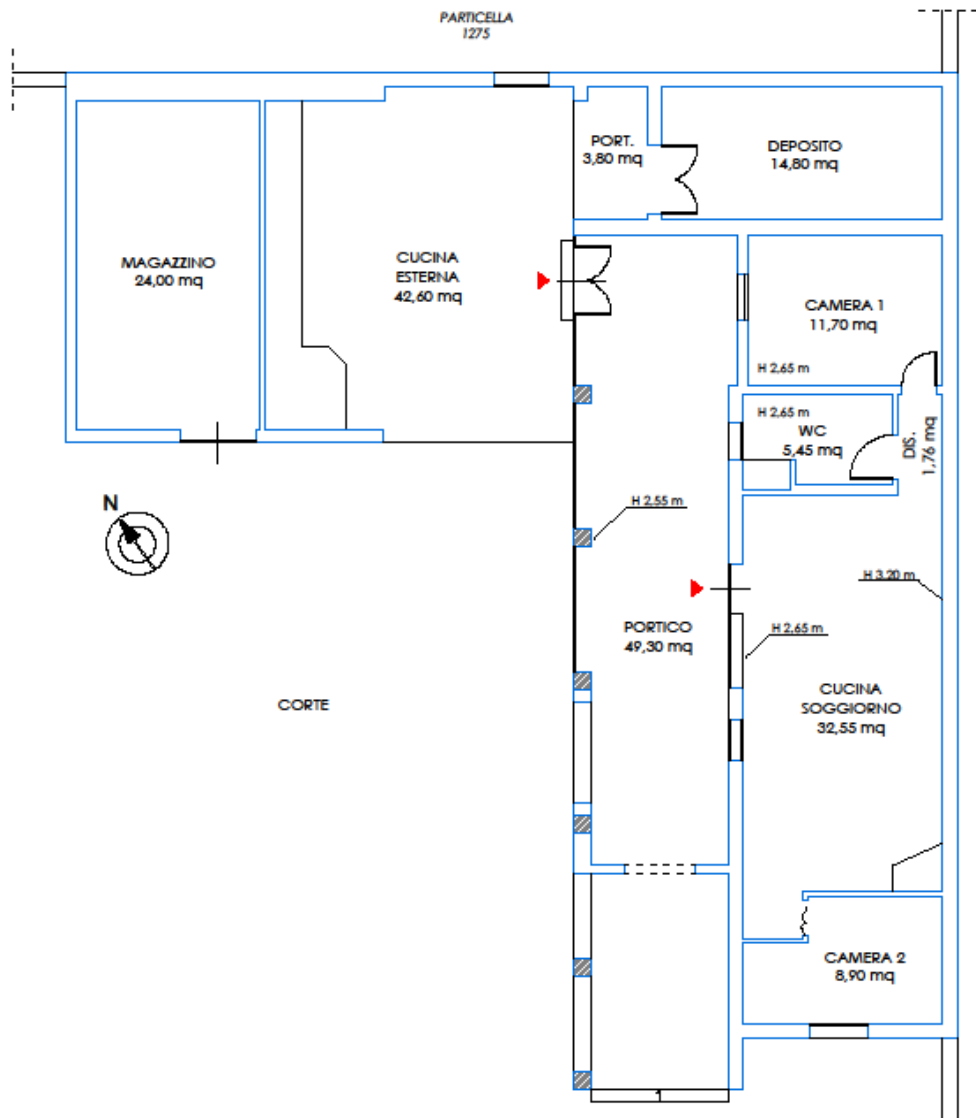 PARTICELLA
1275
PORT.
3,80 mq
DEPOSITO
14,80 mq
MAGAZZINO
24,00 mq
CUCINA
ESTERNA
42,60 mq
CAMERA 1
11,70 mq
H 2,65 m
H 2,65 m
WC
5,45 mq
DIS.
1,76 mq
N
H 2,55 m
H 3,20 m
PORTICO
49,30 mq
H 2,65 m
CUCINA
SOGGIORNO
32,55 mq
CORTE
CAMERA 2
8,90 mq